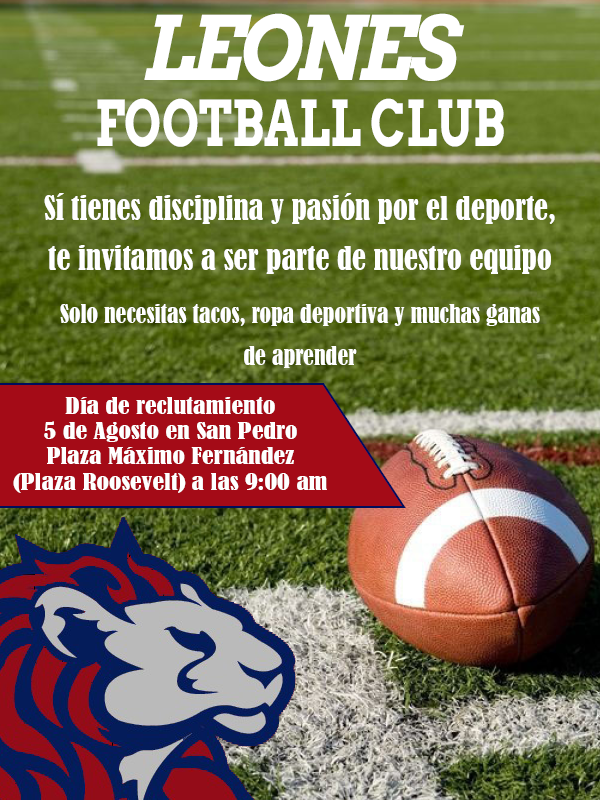 LEONES
FOOTBALL CLUB
Sí tienes disciplina y pasión por el deporte,
te invitamos a ser parte de nuestro equipo
Solo necesitas tacos, ropa deportiva y muchas ganas
de aprender
Día de reclutamiento
5 de Agosto en San Pedro
Plaza Máximo Fernández
(Plaza Roosevelt) a las 9:00 am